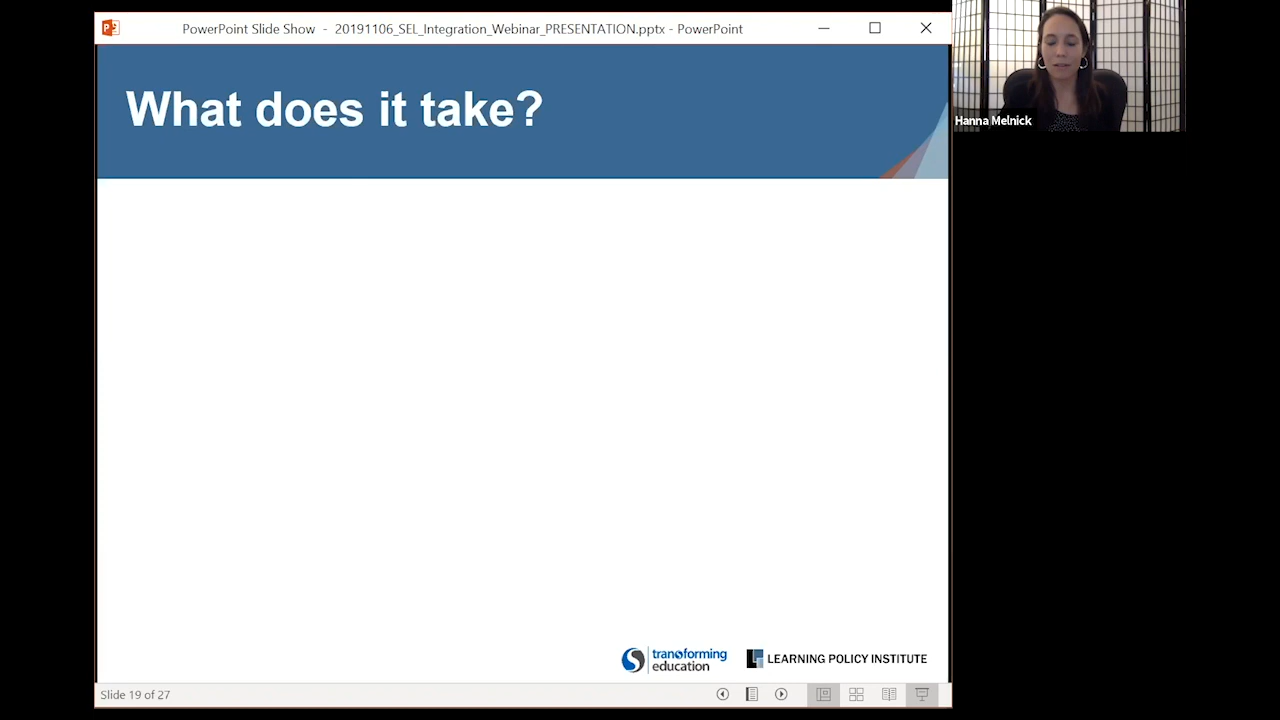 PowerPoint Slide Show - 20191106_SEL_Integration_Webinar_PRESENTATION.pptx - PowerPoint
Hanna Melnick
What does it take?
transforming
education
LEARNING POLICY INSTITUTE
Slide 19 of 27